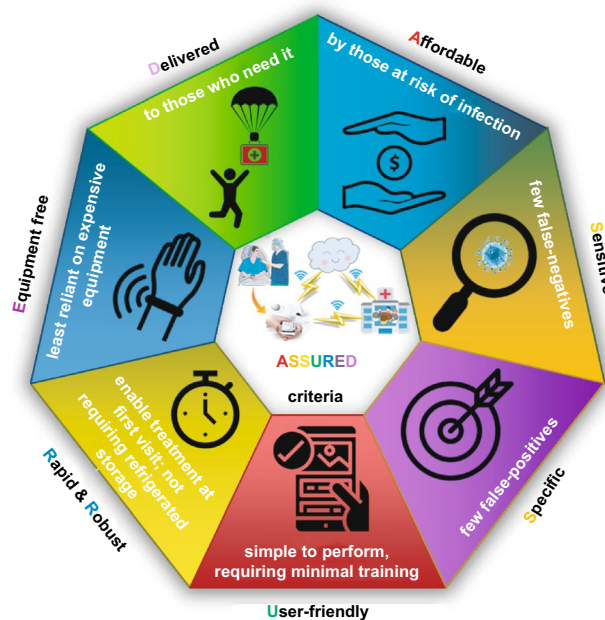 Affordable
by those at risk of infection
Sensitive
few false-negatives
Specific
few false-positives
User-friendly
simple to perform,
requiring minimal training
Rapid & Robust
enable treatment at
first visit; not
requiring refrigerated
storage
Equipment free
least reliant on expensive
equipment
Delivered
to those who need it
$
ASSURED
criteria